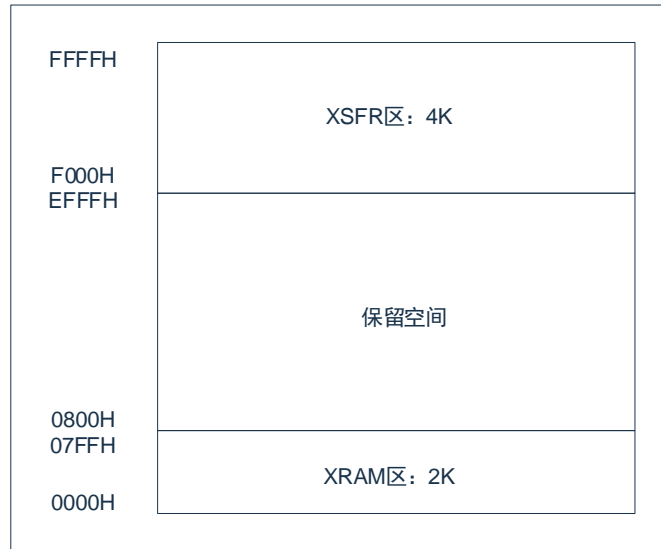 FFFFH
XSFR区：4K
F000H
EFFFH
保留空间
0800H
07FFH
XRAM区：2K
0000H